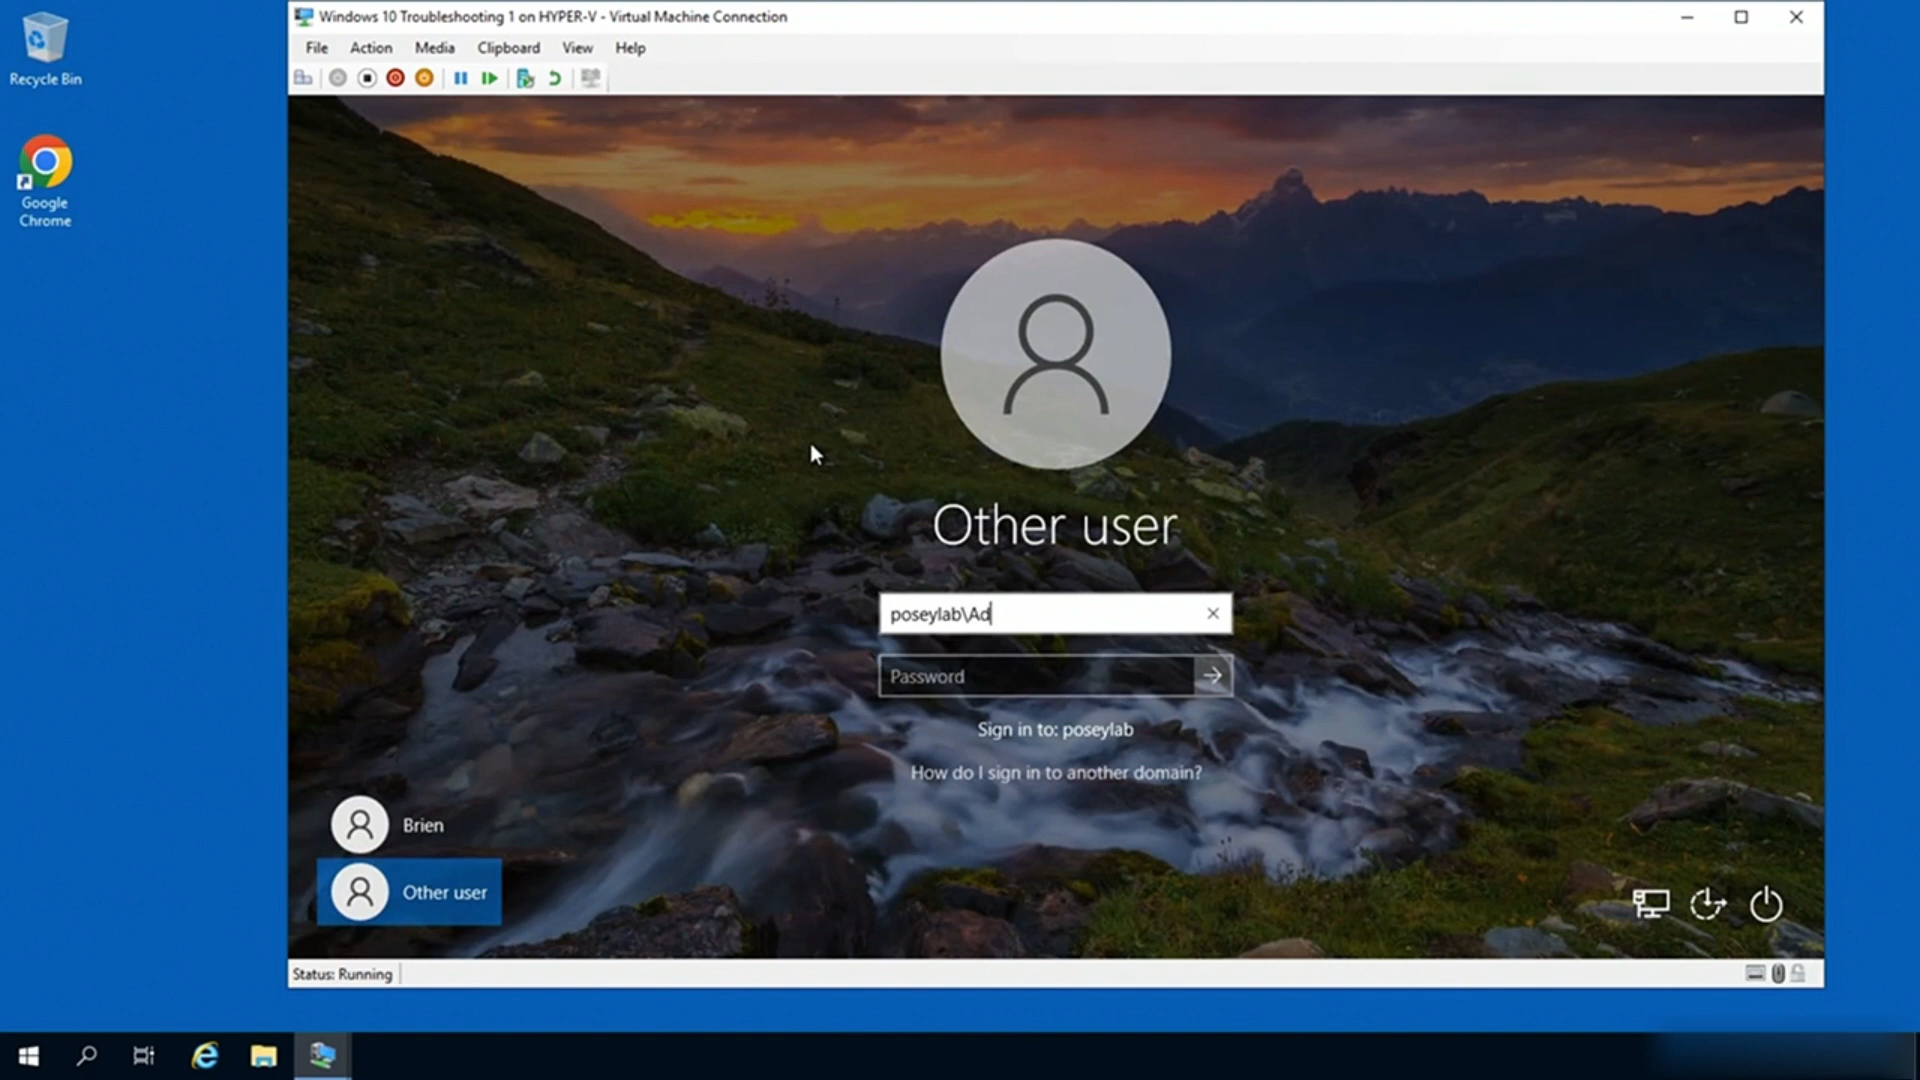 Recycle Bin
Google
Chrome
Windows 10 Troubleshooting 1 on HYPER-V - Virtual Machine Connection
File Action Media Clipboard View Help
Other user
poseylab\Ad
Password
Sign in to: poseylab
How do I sign in to another domain?
Brien
Other user
Status: Running